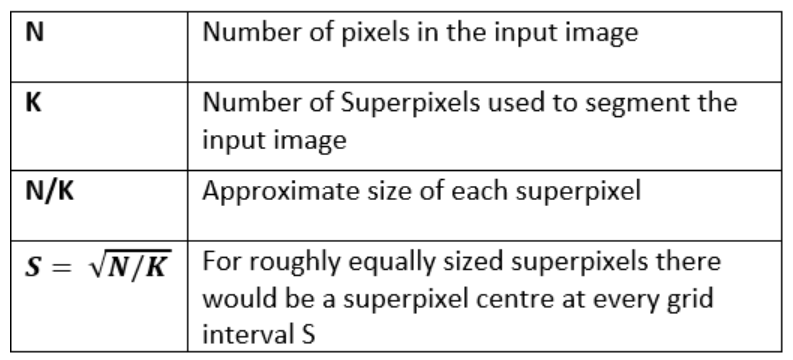 N Number of pixels in the input image
K Number of Superpixels used to segment the
input image
N/K Approximate size of each superpixel
S = √N/K For roughly equally sized superpixels there
would be a superpixel centre at every grid
interval S